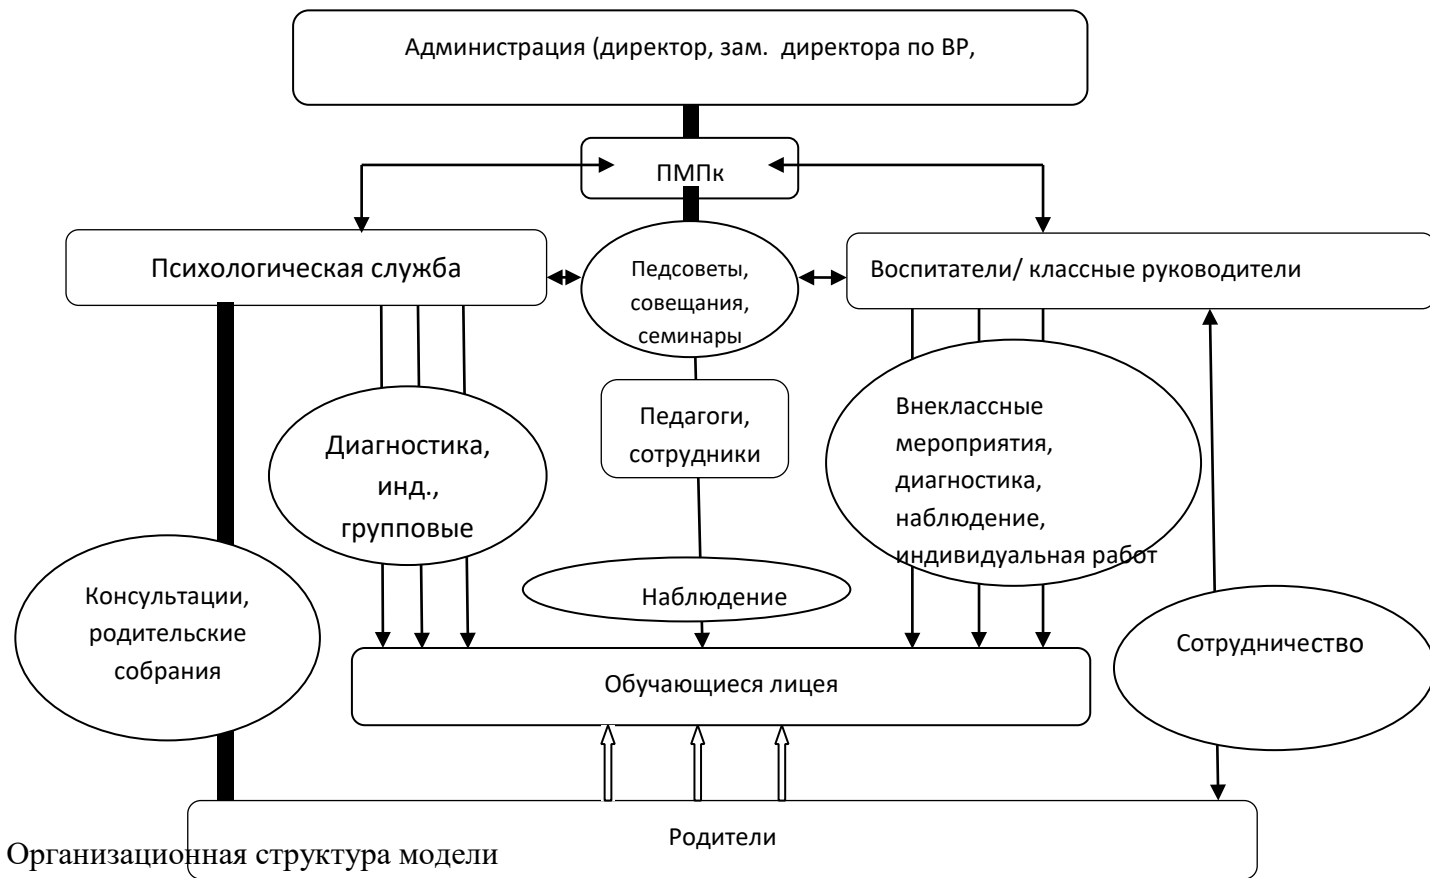 Администрация (директор, зам. директора по ВР,
ПМПк
Психологическая служба
Педсоветы,
совещания,
семинары
Воспитатели/ классные руководители
Диагностика,
инд.,
групповые
Педагоги,
сотрудники
Внеклассные
мероприятия,
диагностика,
наблюдение,
индивидуальная работ
Консультации,
родительские
собрания
Наблюдение
Сотрудничество
Обучающиеся лицея
Родители
Организационная структура модели